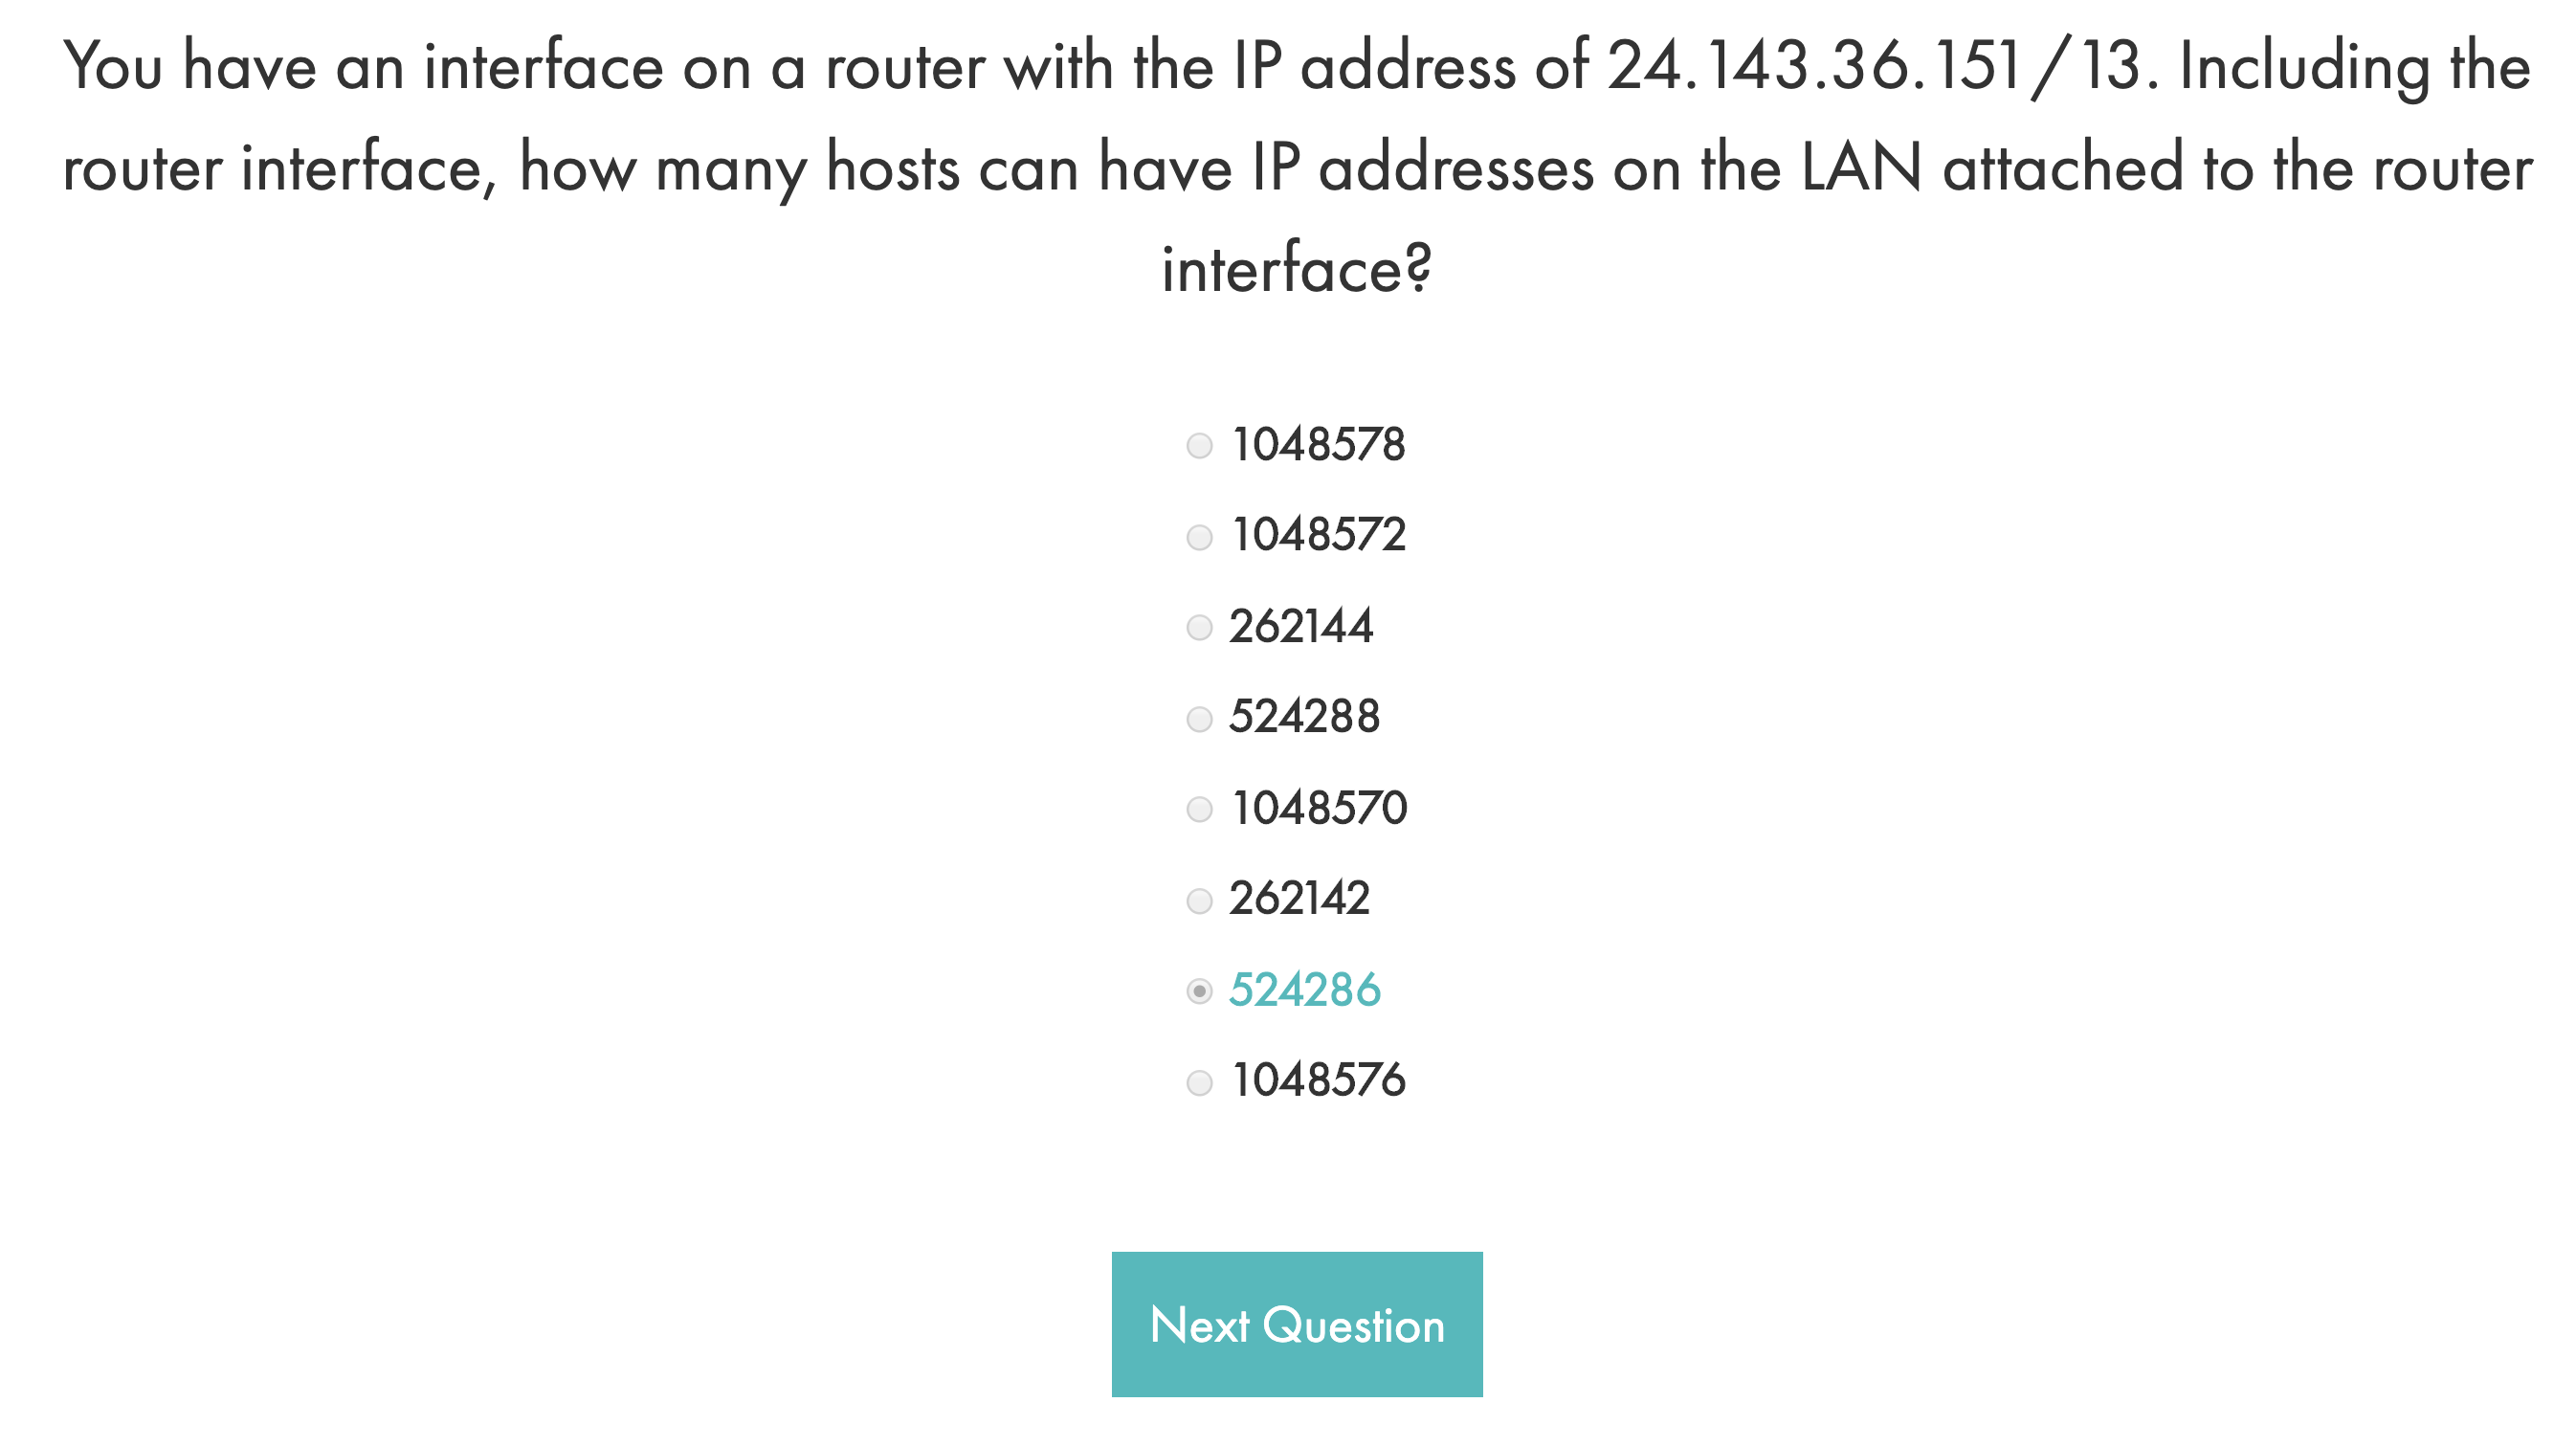 You have an interface on a router with the IP address of 24.143.36.151/13. Including the
router interface, how many hosts can have IP addresses on the LAN attached to the router
interface?
1048578
1048572
262144
524288
1048570
262142
524286
1048576
Next Question